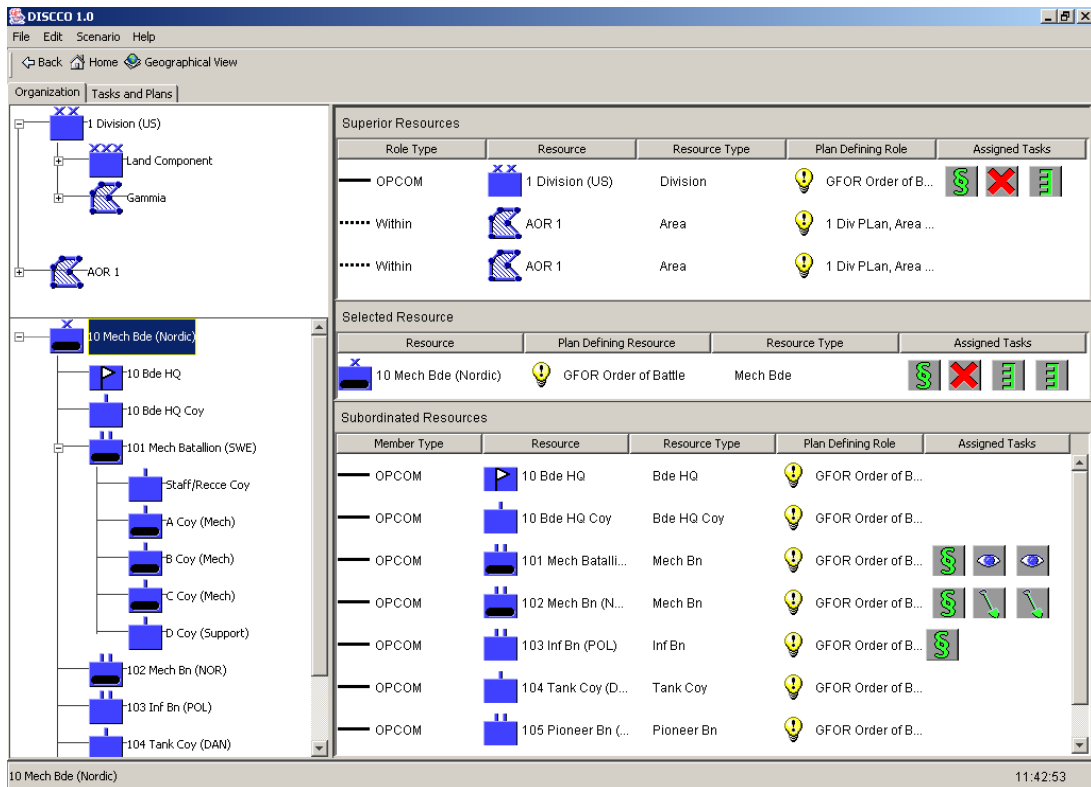 DISCCO 1.0
File Edit Scenario Help
Back Home Geographical View
Organization Tasks and Plans
1 Division (US)
Land Component
Gammia
AOR 1
10 Mech Bde (Nordic)
10 Bde HQ
10 Bde HQ Coy
101 Mech Batallion (SWE)
Staff/Recce Coy
A Coy (Mech)
B Coy (Mech)
C Coy (Mech)
D Coy (Support)
102 Mech Bn (NOR)
103 Inf Bn (POL)
104 Tank Coy (DAN)
Superior Resources
Role Type Resource Resource Type Plan Defining Role Assigned Tasks
OPCOM 1 Division (US) Division GFOR Order of B... §
Within AOR 1 Area 1 Div PLan, Area ...
Within AOR 1 Area 1 Div PLan, Area ...
Selected Resource
Resource Plan Defining Resource Resource Type Assigned Tasks
10 Mech Bde (Nordic) GFOR Order of Battle Mech Bde §
Subordinated Resources
Member Type Resource Resource Type Plan Defining Role Assigned Tasks
OPCOM 10 Bde HQ Bde HQ GFOR Order of B...
OPCOM 10 Bde HQ Coy Bde HQ Coy GFOR Order of B...
OPCOM 101 Mech Batalli... Mech Bn GFOR Order of B... §
OPCOM 102 Mech Bn (N... Mech Bn GFOR Order of B... §
OPCOM 103 Inf Bn (POL) Inf Bn GFOR Order of B... §
OPCOM 104 Tank Coy (D... Tank Coy GFOR Order of B...
OPCOM 105 Pioneer Bn (... Pioneer Bn GFOR Order of B...
10 Mech Bde (Nordic) 11:42:53